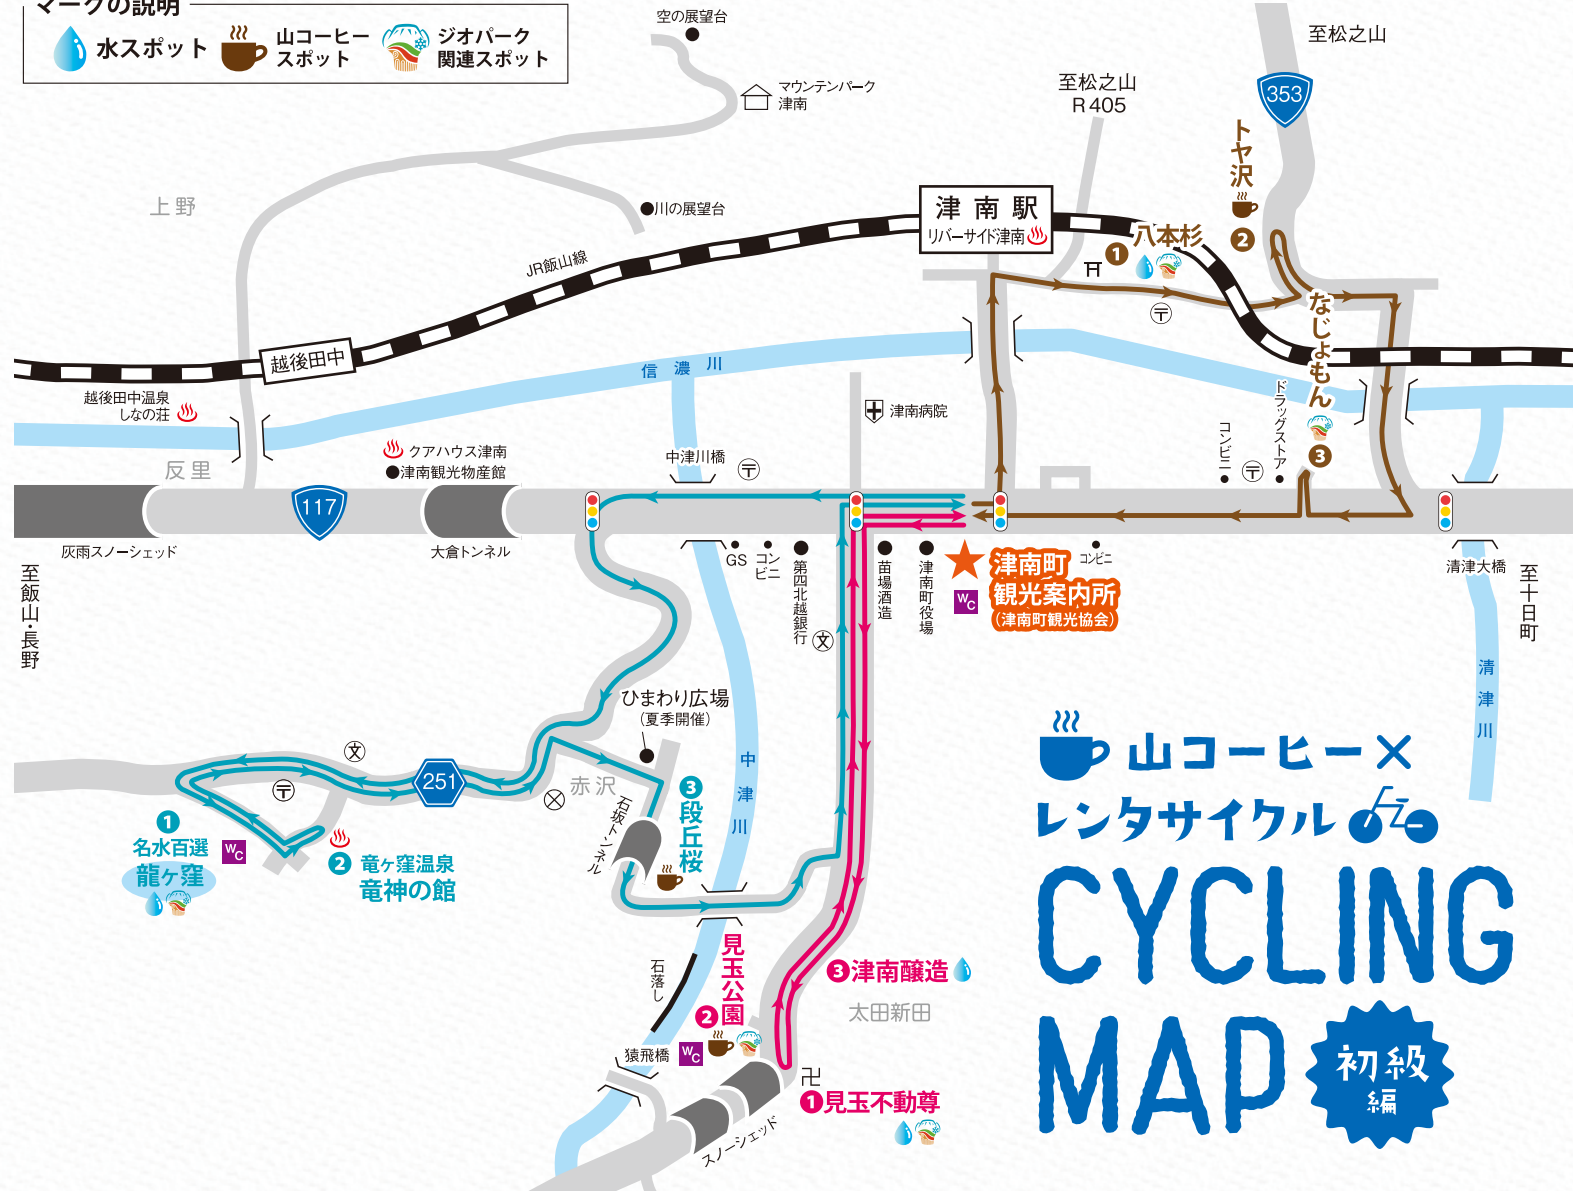 マークの説明
水スポット
山コーヒー
スポット
ジオパーク
関連スポット
空の展望台
マウンテンパーク
津南
至松之山
R405
至松之山
353
トヤ沢
❷
上野
川の展望台
津南駅
リバーサイド津南
八本杉
❶
JR飯山線
なじょもん
❸
越後田中
信濃川
越後田中温泉
しなの荘
クアハウス津南
津南観光物産館
反里
中津川橋
津南病院
コンビニ
ドラッグストア
117
灰雨スノーシェッド
大倉トンネル
GS
コンビニ
第四北越銀行
苗場酒造
津南町役場
WC
津南町
観光案内所
(津南町観光協会)
コンビニ
清津大橋
至十日町
至飯山・長野
文
清津川
ひまわり広場
(夏季開催)
中津川
文
251
赤沢
石坂トンネル
❸
段丘桜
❶
名水百選
龍ヶ窪
WC
❷
竜ヶ窪温泉
竜神の館
見玉公園
❷
石落し
猿飛橋
WC
❸津南醸造
太田新田
❶見玉不動尊
スノーシェッド
山コーヒー×
レンタサイクル
CYCLING
MAP
初級
編